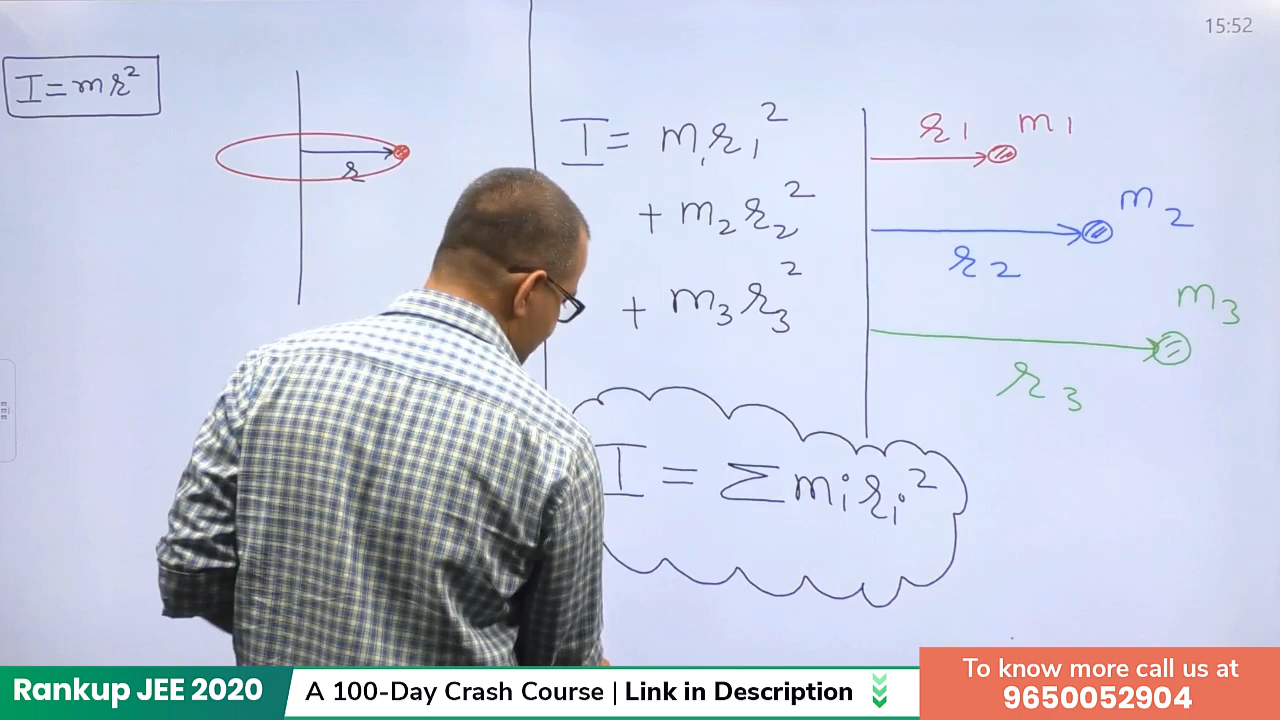 15:52
I = mr²
r
I = m₁r₁²
+ m₂r₂²
+ m₃r₃²
r₁ m₁
m₂
r₂
m₃
r₃
I = Σmᵢrᵢ²
Rankup JEE 2020
A 100-Day Crash Course | Link in Description
To know more call us at
9650052904